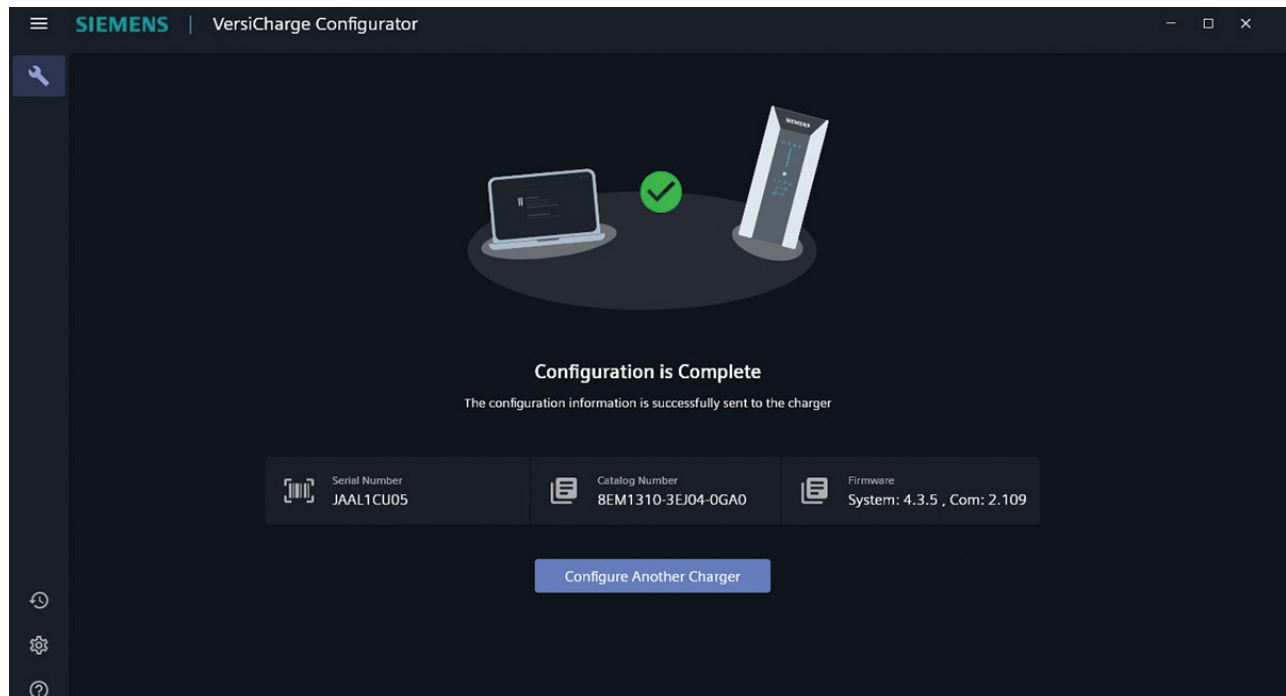 SIEMENS | VersiCharge Configurator
SIEMENS
Configuration is Complete
The configuration information is successfully sent to the charger
Serial Number
JAAL1CU05
Catalog Number
8EM1310-3EJ04-0GA0
Firmware
System: 4.3.5 , Com: 2.109
Configure Another Charger